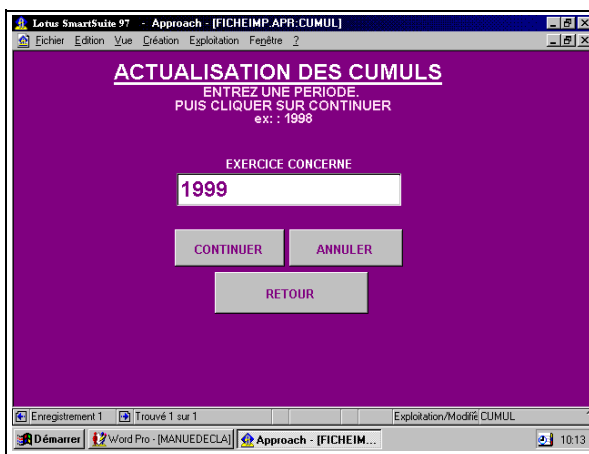 Lotus SmartSuite 97 - Approach - [FICHEIMP.APR:CUMUL]
Fichier Edition Vue Création Exploitation Fenêtre ?
ACTUALISATION DES CUMULS
ENTREZ UNE PERIODE.
PUIS CLIQUER SUR CONTINUER
ex: : 1998
EXERCICE CONCERNE
1999
CONTINUER ANNULER
RETOUR
Enregistrement 1 Trouvé 1 sur 1 Exploitation/Modifié CUMUL
Démarrer Word Pro - [MANUEDECLA] Approach - [FICHEIM... 10:13